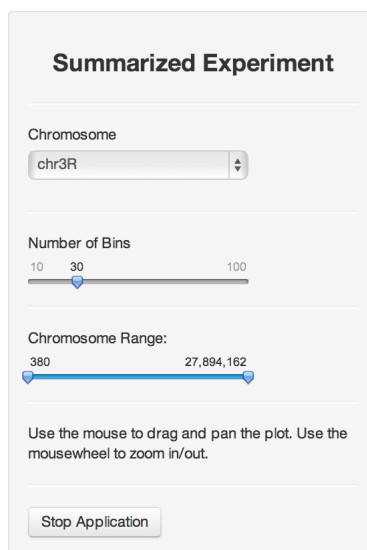 Summarized Experiment
Chromosome
chr3R
Number of Bins
10 30 100
Chromosome Range:
380 27,894,162
Use the mouse to drag and pan the plot. Use the
mousewheel to zoom in/out.
Stop Application